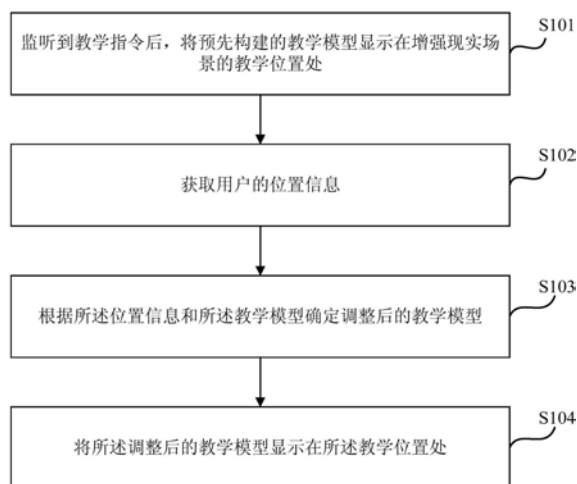 S101
监听到教学指令后，将预先构建的教学模型显示在增强现实场
景的教学位置处
S102
获取用户的位置信息
S103
根据所述位置信息和所述教学模型确定调整后的教学模型
S104
将所述调整后的教学模型显示在所述教学位置处